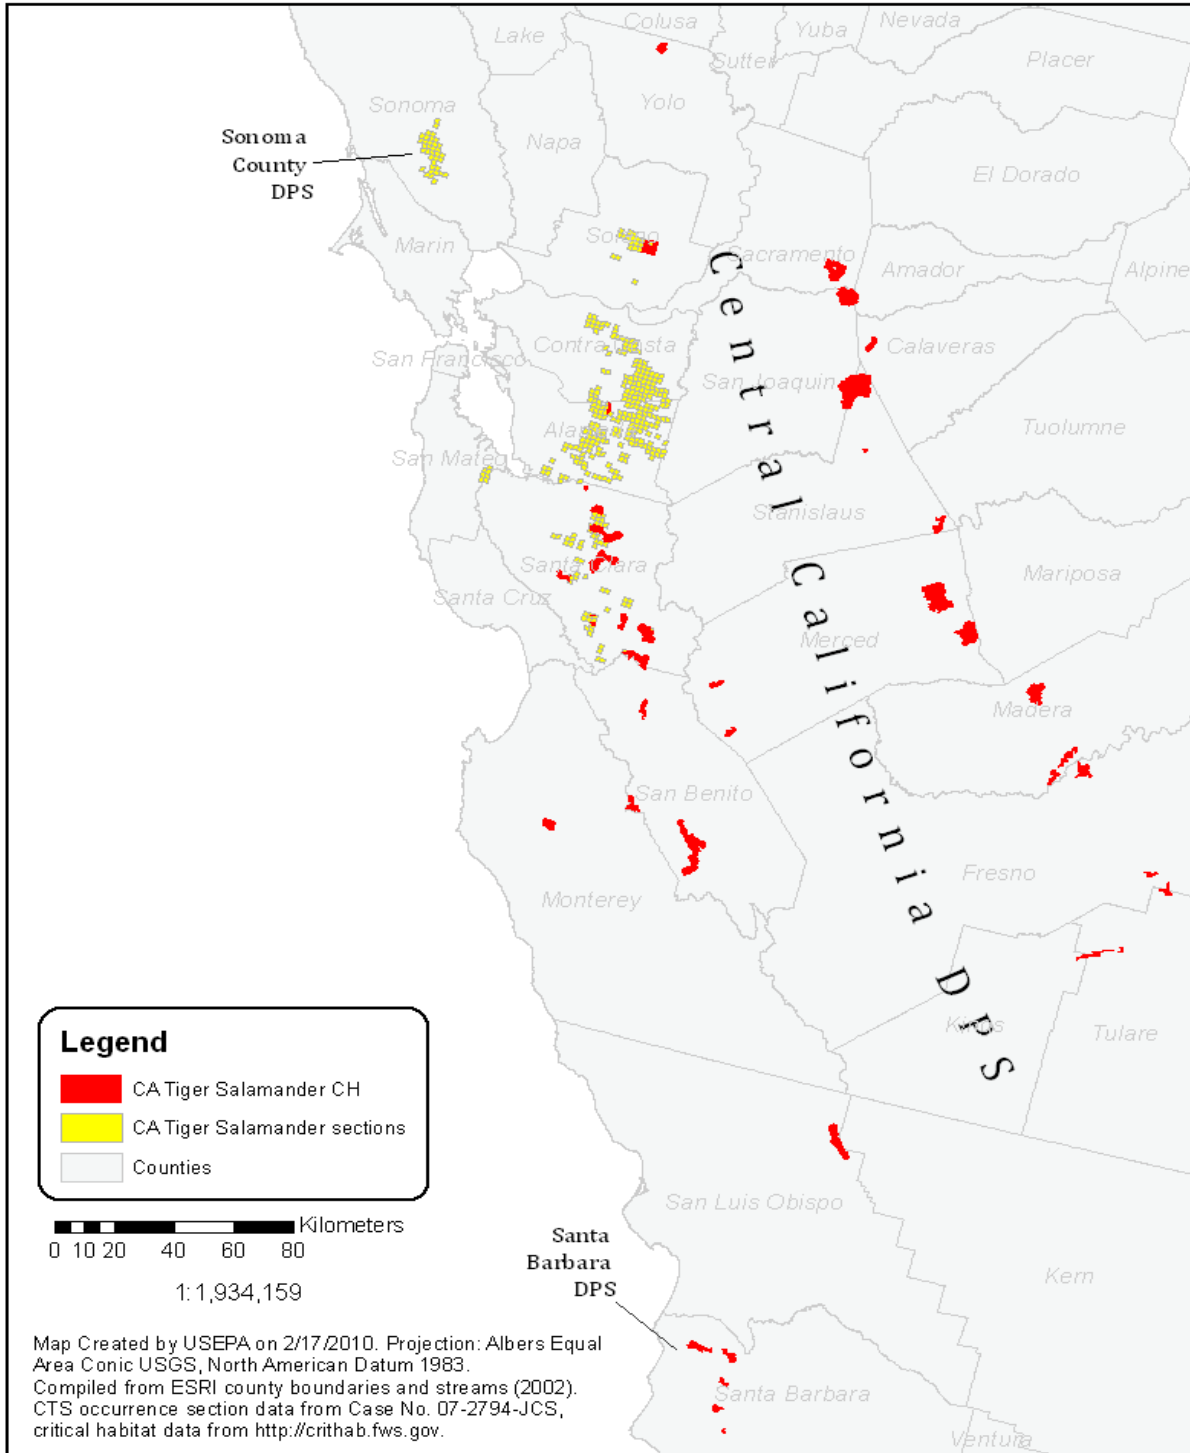 Colusa
Nevada
Lake
Yuba
Sutter
Placer
Sonoma
Yolo
Sonoma
County
DPS
Napa
El Dorado
Marin
Solano
Sacramento
Amador
Alpine
Contra Costa
San Francisco
Calaveras
San Joaquin
Alameda
Tuolumne
San Mateo
Stanislaus
Santa Clara
Mariposa
Santa Cruz
Merced
Madera
San Benito
Fresno
Monterey
Central California DPS
Kings
Tulare
Legend
CA Tiger Salamander CH
CA Tiger Salamander sections
Counties
Kilometers
0 10 20 40 60 80
1:1,934,159
San Luis Obispo
Santa
Barbara
DPS
Kern
Santa Barbara
Ventura
Map Created by USEPA on 2/17/2010. Projection: Albers Equal
Area Conic USGS, North American Datum 1983.
Compiled from ESRI county boundaries and streams (2002).
CTS occurrence section data from Case No. 07-2794-JCS,
critical habitat data from http://crithab.fws.gov.